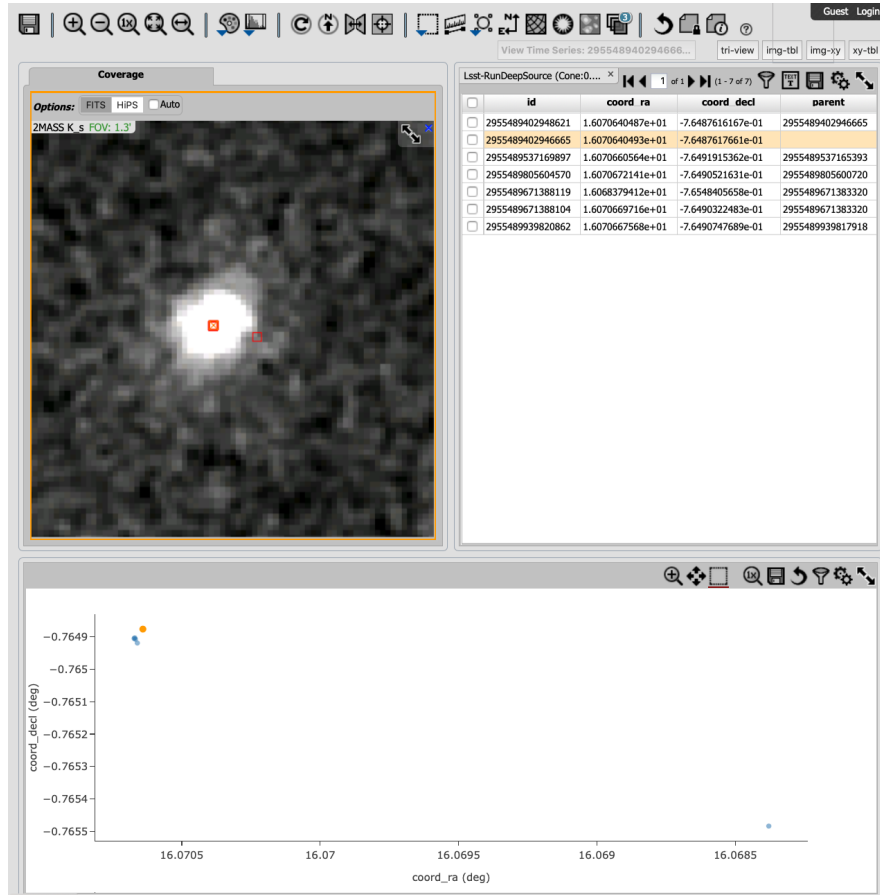 Guest Login
3
View Time Series: 295548940294666...
tri-view img-tbl img-xy xy-tbl
Coverage
Options: FITS HiPS Auto
2MASS K_s FOV: 1.3'
Lsst-RunDeepSource (Cone:0.... × 1 of 1 (1 - 7 of 7)
id coord_ra coord_decl parent
2955489402948621 1.6070640487e+01 -7.6487616167e-01 2955489402946665
2955489402946665 1.6070640493e+01 -7.6487617661e-01
2955489537169897 1.6070660564e+01 -7.6491915362e-01 2955489537165393
2955489805604570 1.6070672141e+01 -7.6490521631e-01 2955489805600720
2955489671388119 1.6068379412e+01 -7.6548405658e-01 2955489671383320
2955489671388104 1.6070669716e+01 -7.6490322483e-01 2955489671383320
2955489939820862 1.6070667568e+01 -7.6490747689e-01 2955489939817918
−0.7649
−0.765
−0.7651
−0.7652
−0.7653
−0.7654
−0.7655
coord_decl (deg)
16.0705 16.07 16.0695 16.069 16.0685
coord_ra (deg)